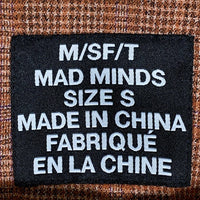 M/SF/T
MAD MINDS
SIZE S
MADE IN CHINA
FABRIQUÉ
EN LA CHINE